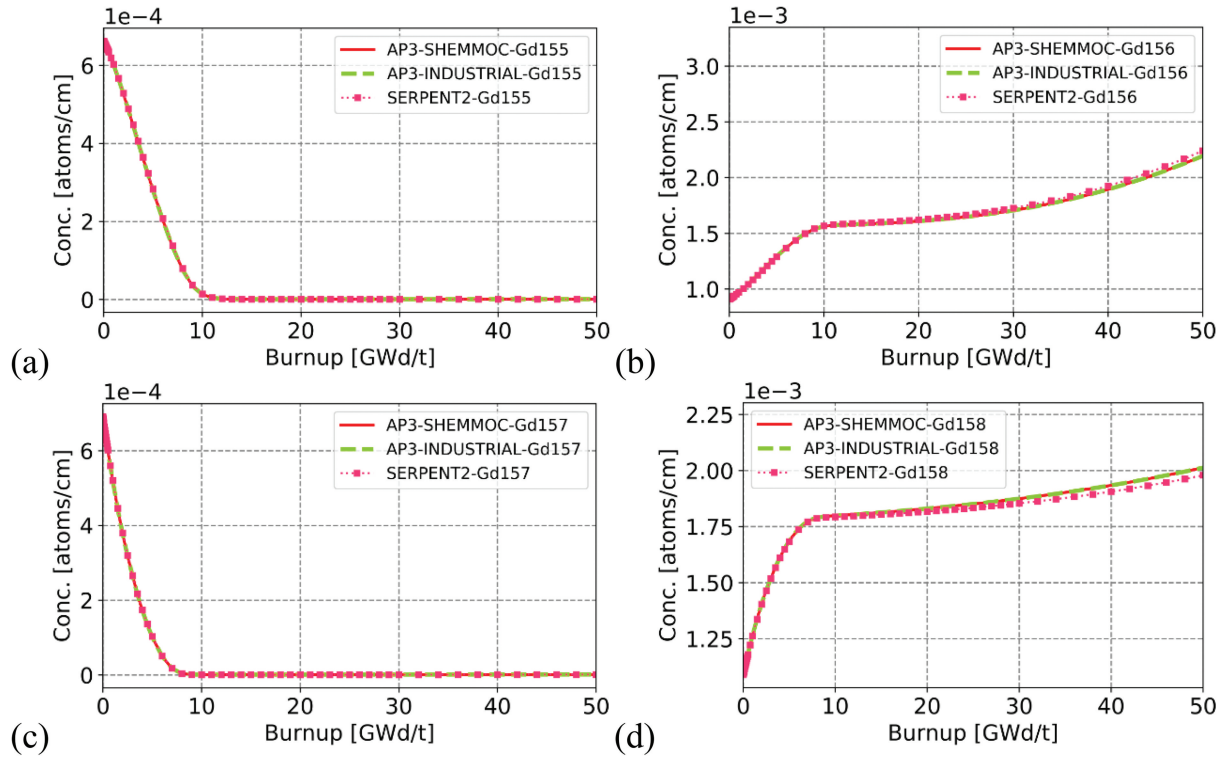 1e−4
Conc. [atoms/cm]
6
4
2
0
AP3-SHEMMOC-Gd155
AP3-INDUSTRIAL-Gd155
SERPENT2-Gd155
0 10 20 30 40 50
Burnup [GWd/t]
(a)
1e−3
Conc. [atoms/cm]
3.0
2.5
2.0
1.5
1.0
AP3-SHEMMOC-Gd156
AP3-INDUSTRIAL-Gd156
SERPENT2-Gd156
0 10 20 30 40 50
Burnup [GWd/t]
(b)
1e−4
Conc. [atoms/cm]
6
4
2
0
AP3-SHEMMOC-Gd157
AP3-INDUSTRIAL-Gd157
SERPENT2-Gd157
0 10 20 30 40 50
Burnup [GWd/t]
(c)
1e−3
Conc. [atoms/cm]
2.25
2.00
1.75
1.50
1.25
AP3-SHEMMOC-Gd158
AP3-INDUSTRIAL-Gd158
SERPENT2-Gd158
0 10 20 30 40 50
Burnup [GWd/t]
(d)